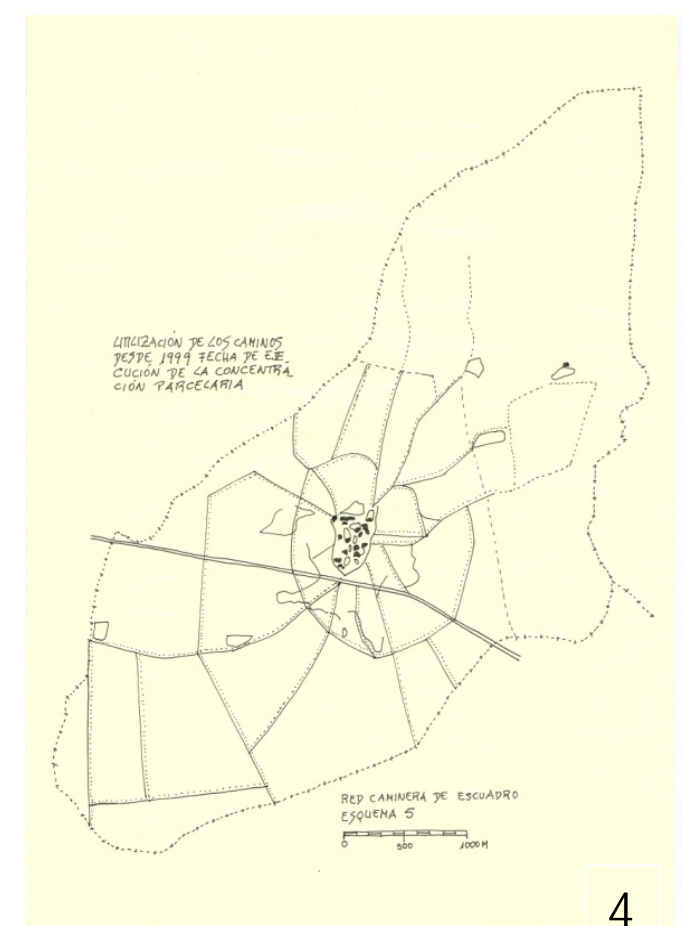 UTILIZACIÓN DE LOS CAMINOS
DESDE 1999 FECHA DE EJE
CUCIÓN DE LA CONCENTRA_
CIÓN PARCELARIA
RED CAMINERA DE ESCUADRO
ESQUEMA 5
0 500 1000M
4